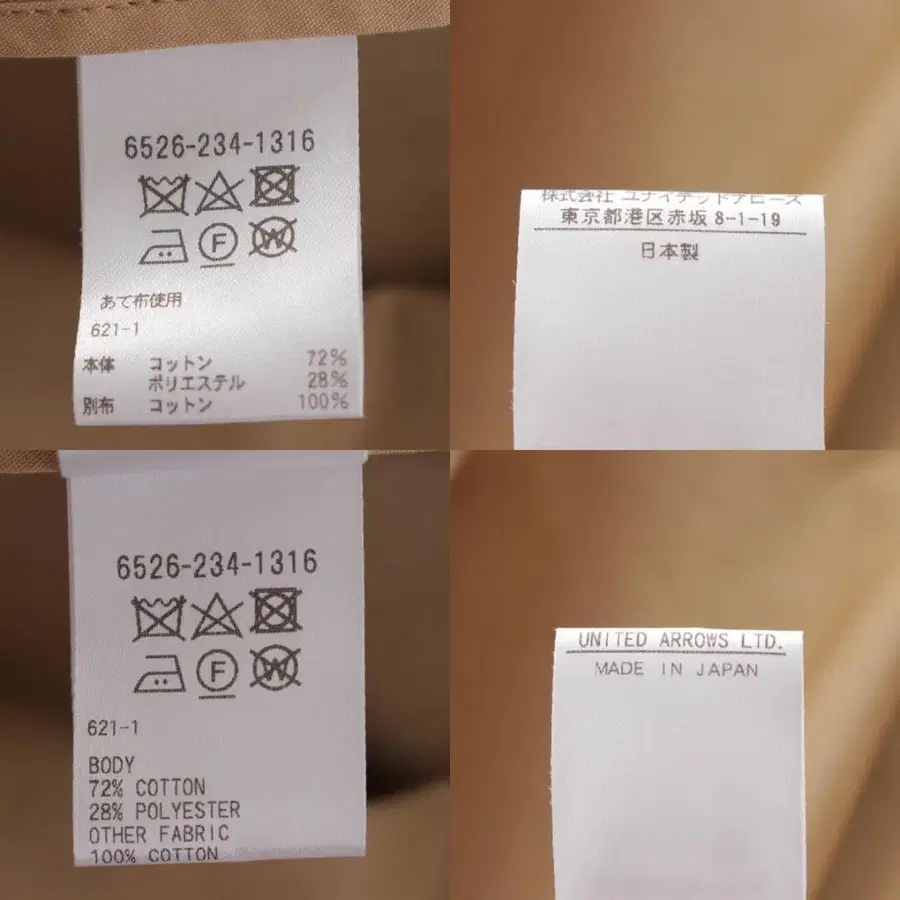 6526-234-1316
F
W
あて布使用
621-1
本体 コットン 72%
ポリエステル 28%
別布 コットン 100%
株式会社 ユナイテッドアローズ
東京都港区赤坂 8-1-19
日本製
6526-234-1316
F
W
621-1
BODY
72% COTTON
28% POLYESTER
OTHER FABRIC
100% COTTON
UNITED ARROWS LTD.
MADE IN JAPAN